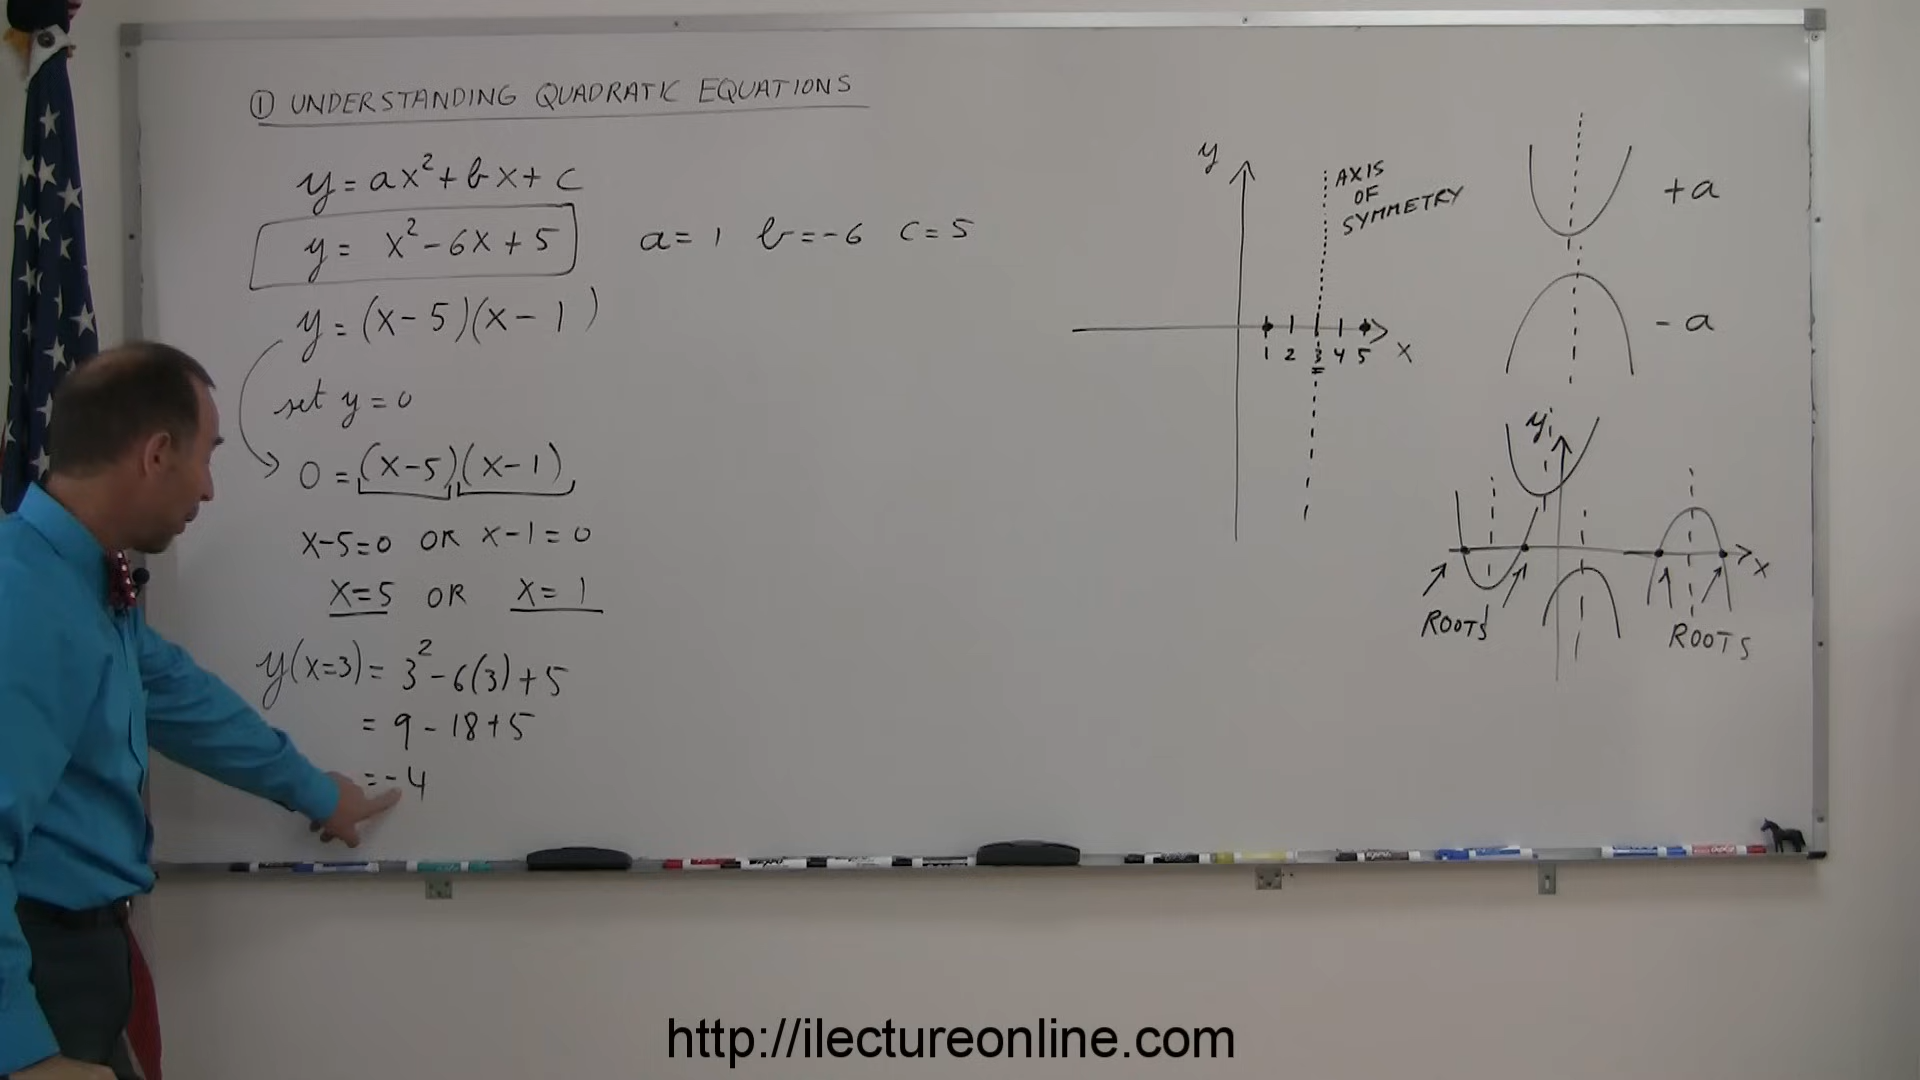 ① UNDERSTANDING QUADRATIC EQUATIONS
y = ax² + bx + c
y = x² - 6x + 5 a = 1 b = -6 c = 5
y = (x - 5)(x - 1)
set y = 0
0 = (x - 5)(x - 1)
x - 5 = 0 OR x - 1 = 0
x = 5 OR x = 1
y(x=3) = 3² - 6(3) + 5
= 9 - 18 + 5
= -4
y
AXIS
OF
SYMMETRY
1 2 3 4 5 x
+a
-a
y
x
ROOTS
ROOTS
http://ilectureonline.com